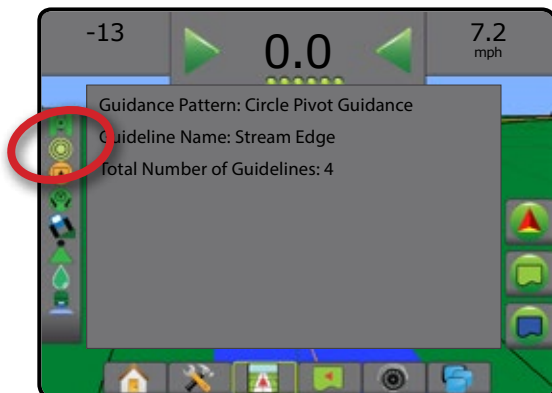 -13
0.0
7.2
mph
Guidance Pattern: Circle Pivot Guidance
Guideline Name: Stream Edge
Total Number of Guidelines: 4